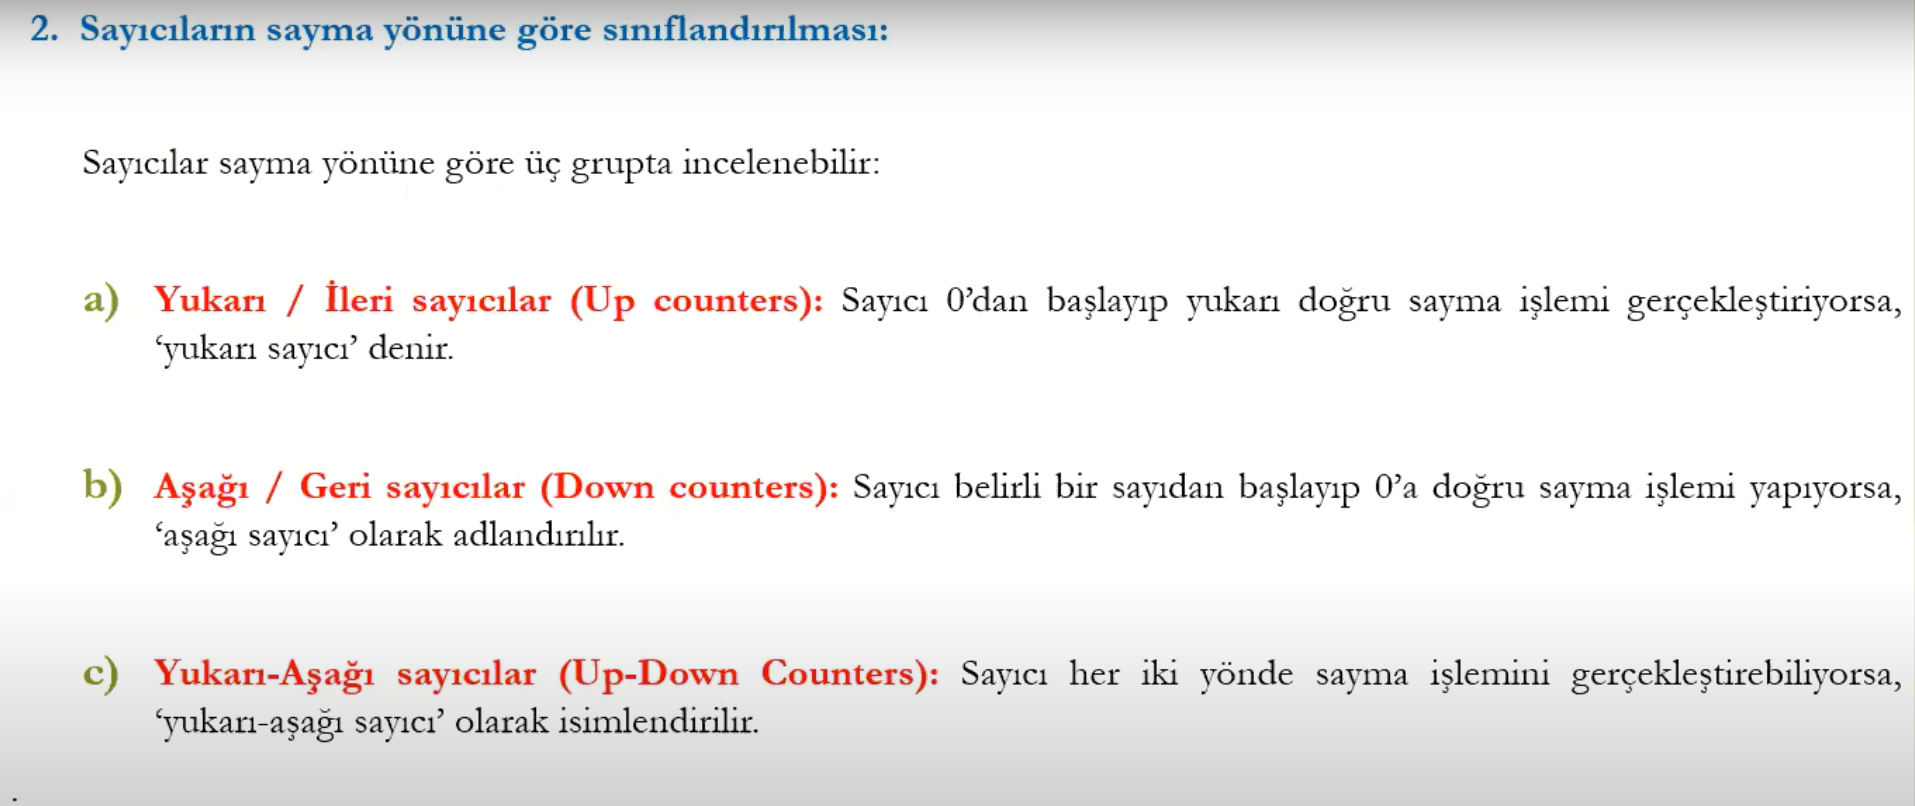 2. Sayıcıların sayma yönüne göre sınıflandırılması:
Sayıcılar sayma yönüne göre üç grupta incelenebilir:
a) Yukarı / İleri sayıcılar (Up counters): Sayıcı 0’dan başlayıp yukarı doğru sayma işlemi gerçekleştiriyorsa,
‘yukarı sayıcı’ denir.
b) Aşağı / Geri sayıcılar (Down counters): Sayıcı belirli bir sayıdan başlayıp 0’a doğru sayma işlemi yapıyorsa,
‘aşağı sayıcı’ olarak adlandırılır.
c) Yukarı-Aşağı sayıcılar (Up-Down Counters): Sayıcı her iki yönde sayma işlemini gerçekleştirebiliyorsa,
‘yukarı-aşağı sayıcı’ olarak isimlendirilir.
.